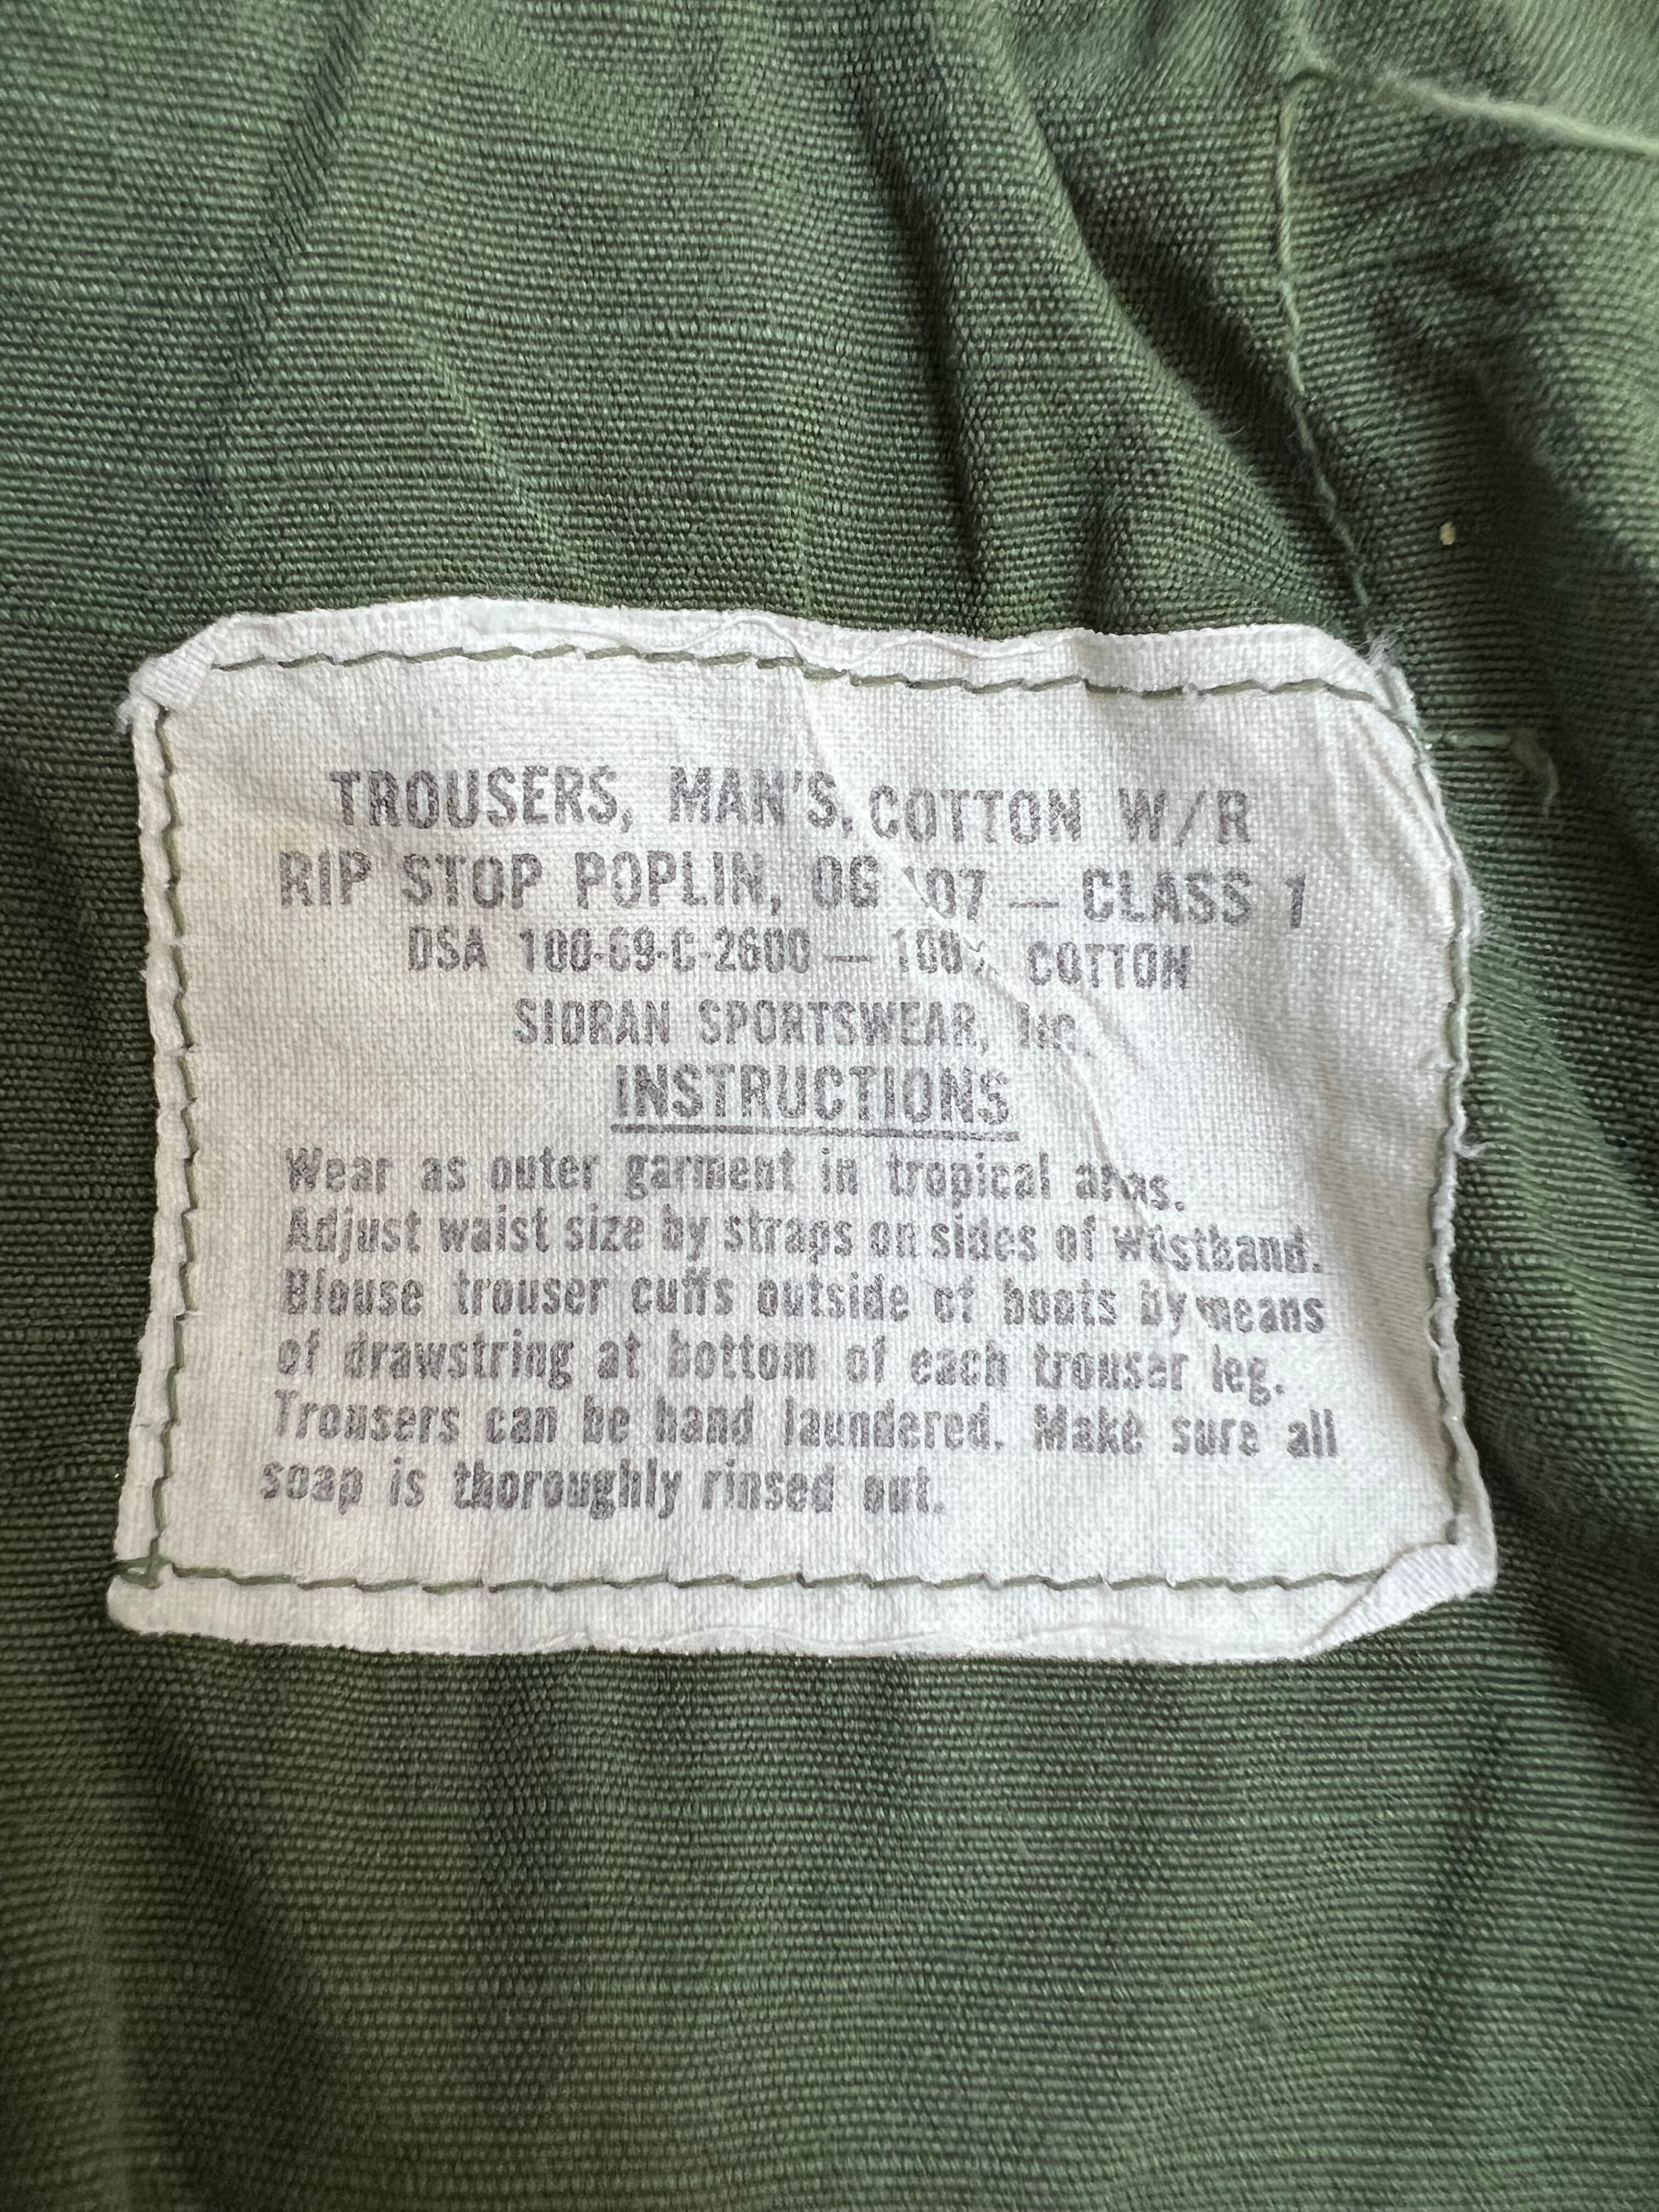 TROUSERS, MAN'S, COTTON W/R
RIP STOP POPLIN, OG 107 — CLASS 1
DSA 100-69-C-2600 — 100% COTTON
SIDRAN SPORTSWEAR, Inc.
INSTRUCTIONS
Wear as outer garment in tropical areas.
Adjust waist size by straps on sides of waistband.
Blouse trouser cuffs outside of boots by means
of drawstring at bottom of each trouser leg.
Trousers can be hand laundered. Make sure all
soap is thoroughly rinsed out.